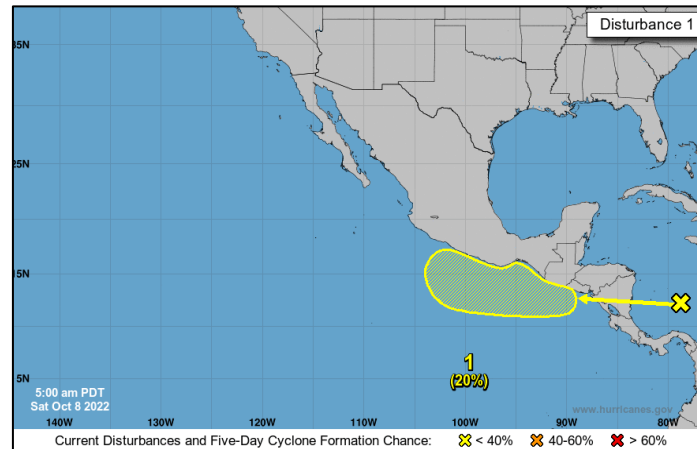 Disturbance 1
35N
25N
15N
5N
1
(20%)
5:00 am PDT
Sat Oct 8 2022
www.hurricanes.gov
140W 130W 120W 110W 100W 90W 80W
Current Disturbances and Five-Day Cyclone Formation Chance: < 40% 40-60% > 60%